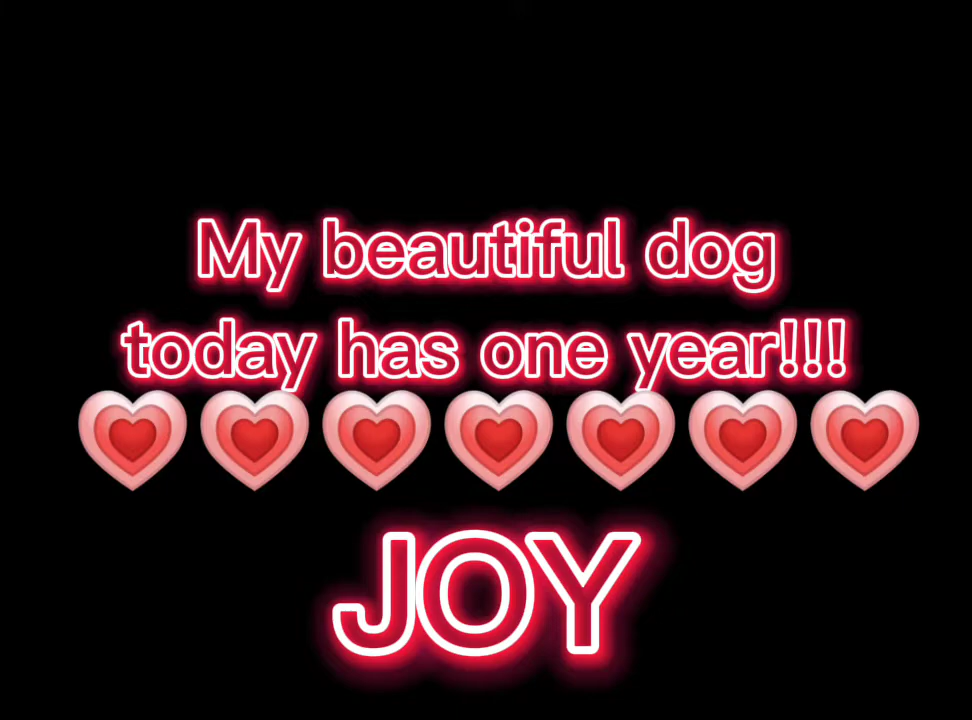 My beautiful dog
today has one year!!!
💗💗💗💗💗💗💗
JOY